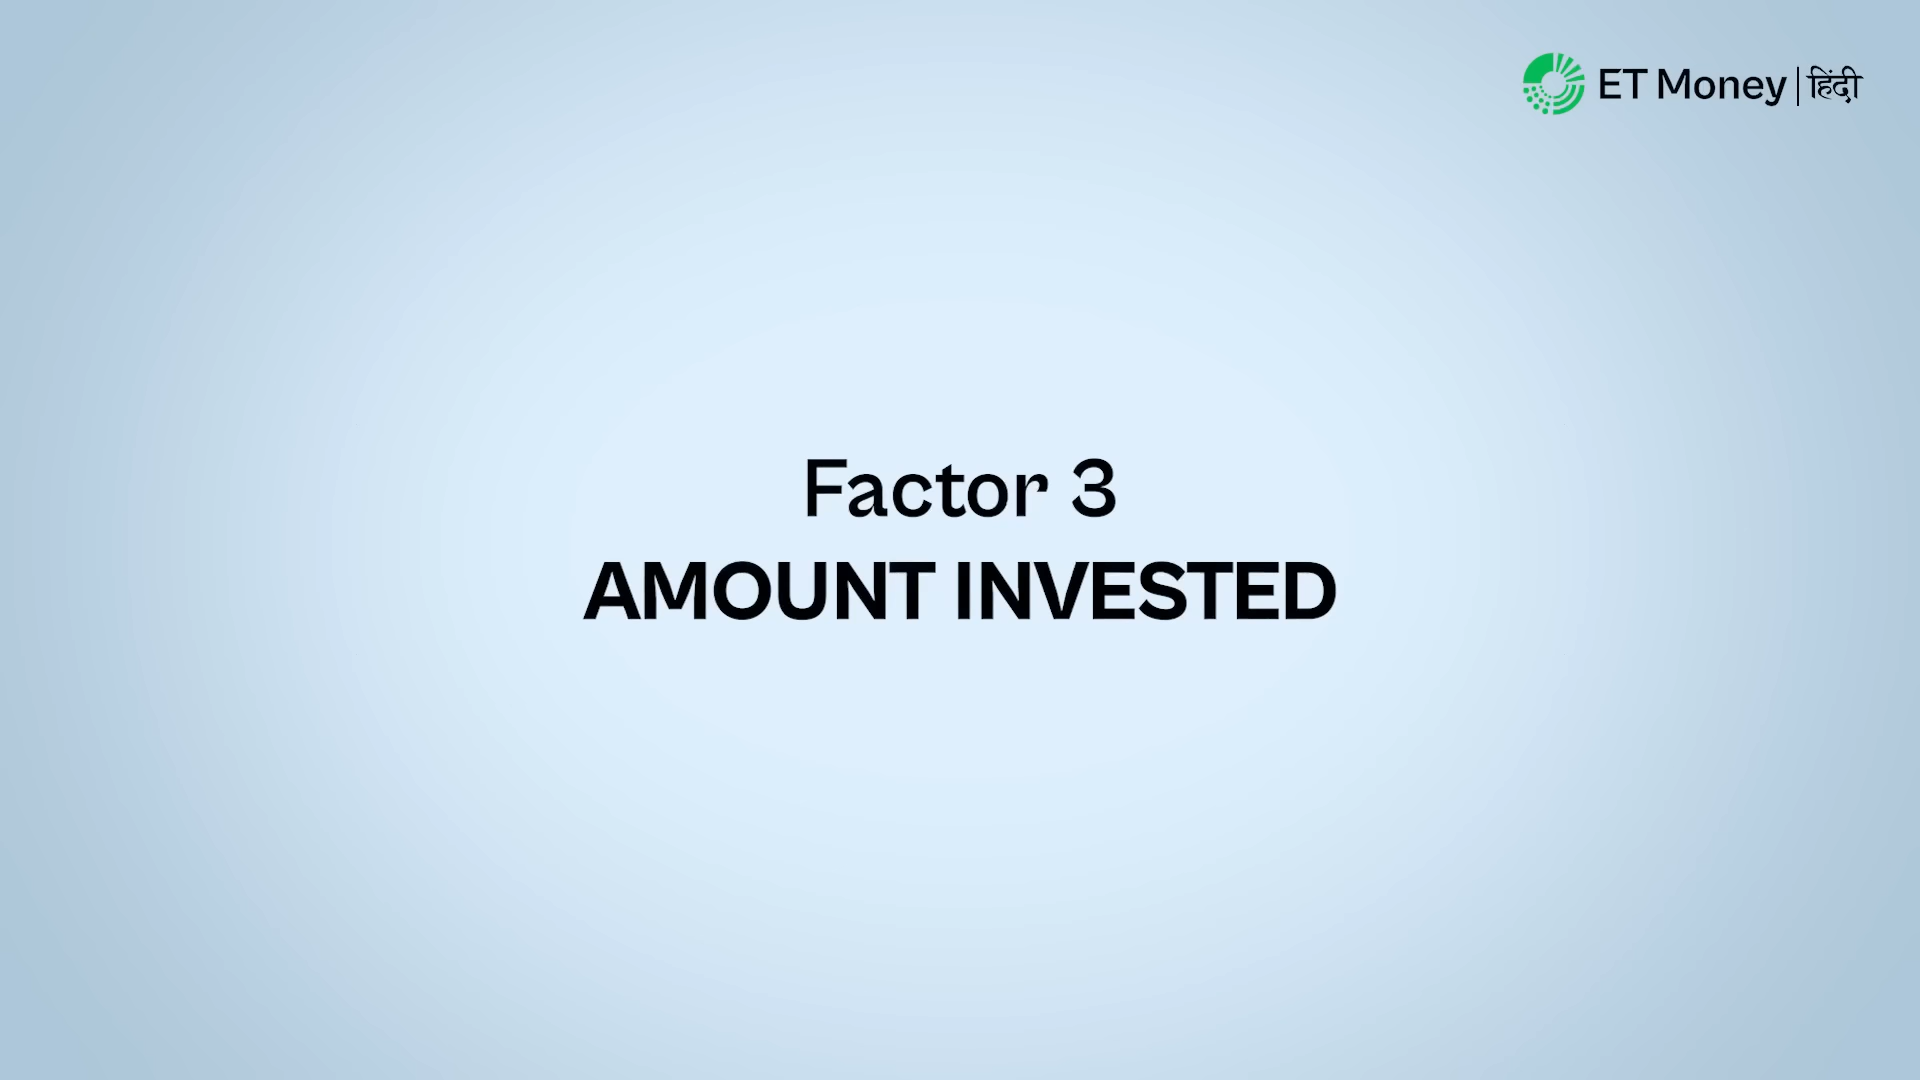 ET Money | हिंदी
Factor 3
AMOUNT INVESTED